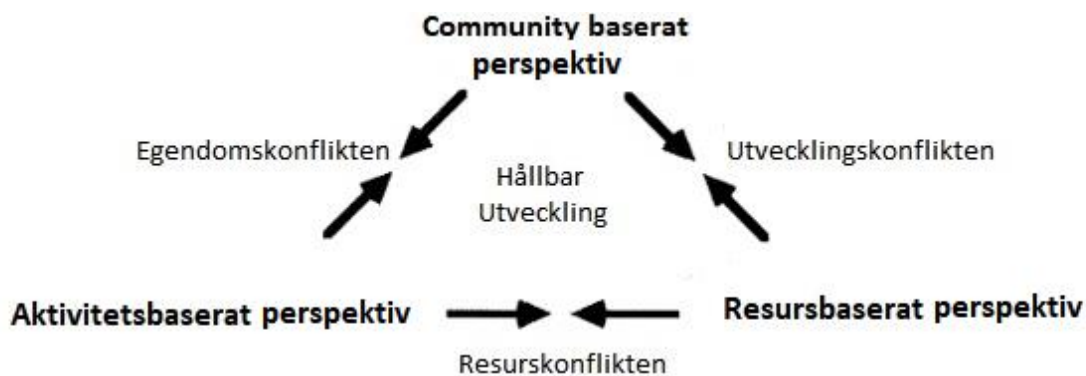 Community baserat
perspektiv
Egendomskonflikten
Utvecklingskonflikten
Hållbar
Utveckling
Aktivitetsbaserat perspektiv
Resursbaserat perspektiv
Resurskonflikten